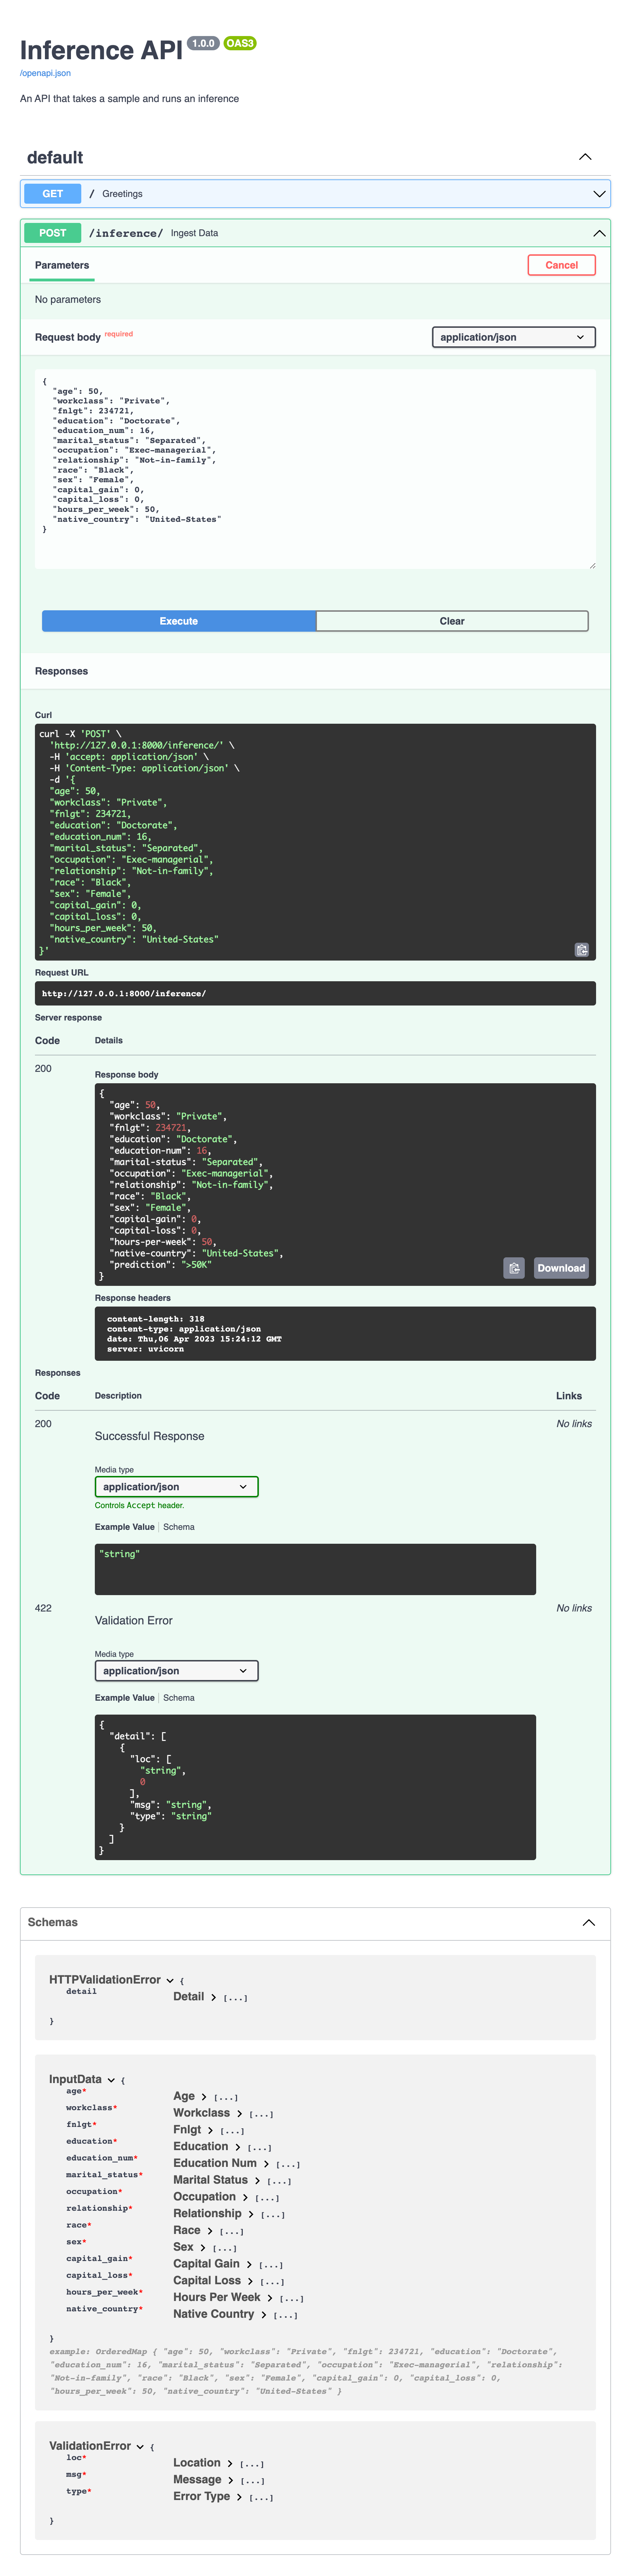 Inference API 1.0.0 OAS3
/openapi.json
An API that takes a sample and runs an inference
default
GET / Greetings
POST /inference/ Ingest Data
Parameters Cancel
No parameters
Request body required application/json
{
"age": 50,
"workclass": "Private",
"fnlgt": 234721,
"education": "Doctorate",
"education_num": 16,
"marital_status": "Separated",
"occupation": "Exec-managerial",
"relationship": "Not-in-family",
"race": "Black",
"sex": "Female",
"capital_gain": 0,
"capital_loss": 0,
"hours_per_week": 50,
"native_country": "United-States"
}
Execute Clear
Responses
Curl
curl -X 'POST' \
'http://127.0.0.1:8000/inference/' \
-H 'accept: application/json' \
-H 'Content-Type: application/json' \
-d '{
"age": 50,
"workclass": "Private",
"fnlgt": 234721,
"education": "Doctorate",
"education_num": 16,
"marital_status": "Separated",
"occupation": "Exec-managerial",
"relationship": "Not-in-family",
"race": "Black",
"sex": "Female",
"capital_gain": 0,
"capital_loss": 0,
"hours_per_week": 50,
"native_country": "United-States"
}'
Request URL
http://127.0.0.1:8000/inference/
Server response
Code Details
200
Response body
{
"age": 50,
"workclass": "Private",
"fnlgt": 234721,
"education": "Doctorate",
"education-num": 16,
"marital-status": "Separated",
"occupation": "Exec-managerial",
"relationship": "Not-in-family",
"race": "Black",
"sex": "Female",
"capital-gain": 0,
"capital-loss": 0,
"hours-per-week": 50,
"native-country": "United-States",
"prediction": ">50K"
}
Download
Response headers
content-length: 318
content-type: application/json
date: Thu,06 Apr 2023 15:24:12 GMT
server: uvicorn
Responses
Code Description Links
200 No links
Successful Response
Media type
application/json
Controls Accept header.
Example Value Schema
"string"
422 No links
Validation Error
Media type
application/json
Example Value Schema
{
"detail": [
{
"loc": [
"string",
0
],
"msg": "string",
"type": "string"
}
]
}
Schemas
HTTPValidationError {
detail Detail [...]
}
InputData {
age* Age [...]
workclass* Workclass [...]
fnlgt* Fnlgt [...]
education* Education [...]
education_num* Education Num [...]
marital_status* Marital Status [...]
occupation* Occupation [...]
relationship* Relationship [...]
race* Race [...]
sex* Sex [...]
capital_gain* Capital Gain [...]
capital_loss* Capital Loss [...]
hours_per_week* Hours Per Week [...]
native_country* Native Country [...]
}
example: OrderedMap { "age": 50, "workclass": "Private", "fnlgt": 234721, "education": "Doctorate",
"education_num": 16, "marital_status": "Separated", "occupation": "Exec-managerial", "relationship":
"Not-in-family", "race": "Black", "sex": "Female", "capital_gain": 0, "capital_loss": 0,
"hours_per_week": 50, "native_country": "United-States" }
ValidationError {
loc* Location [...]
msg* Message [...]
type* Error Type [...]
}